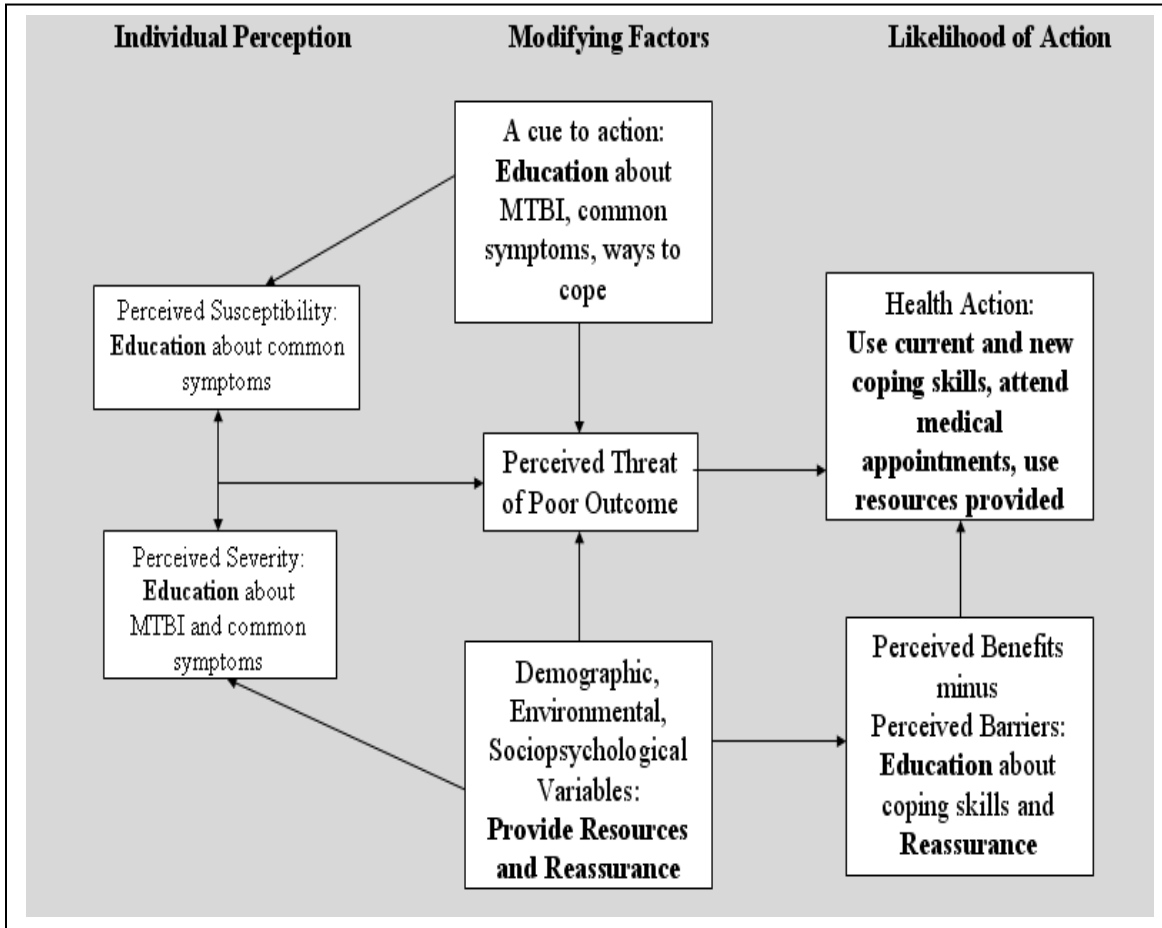 Individual Perception
Modifying Factors
Likelihood of Action
A cue to action:
Education about
MTBI, common
symptoms, ways to
cope
Perceived Susceptibility:
Education about common
symptoms
Health Action:
Use current and new
coping skills, attend
medical
appointments, use
resources provided
Perceived Threat
of Poor Outcome
Perceived Severity:
Education about
MTBI and common
symptoms
Demographic,
Environmental,
Sociopsychological
Variables:
Provide Resources
and Reassurance
Perceived Benefits
minus
Perceived Barriers:
Education about
coping skills and
Reassurance